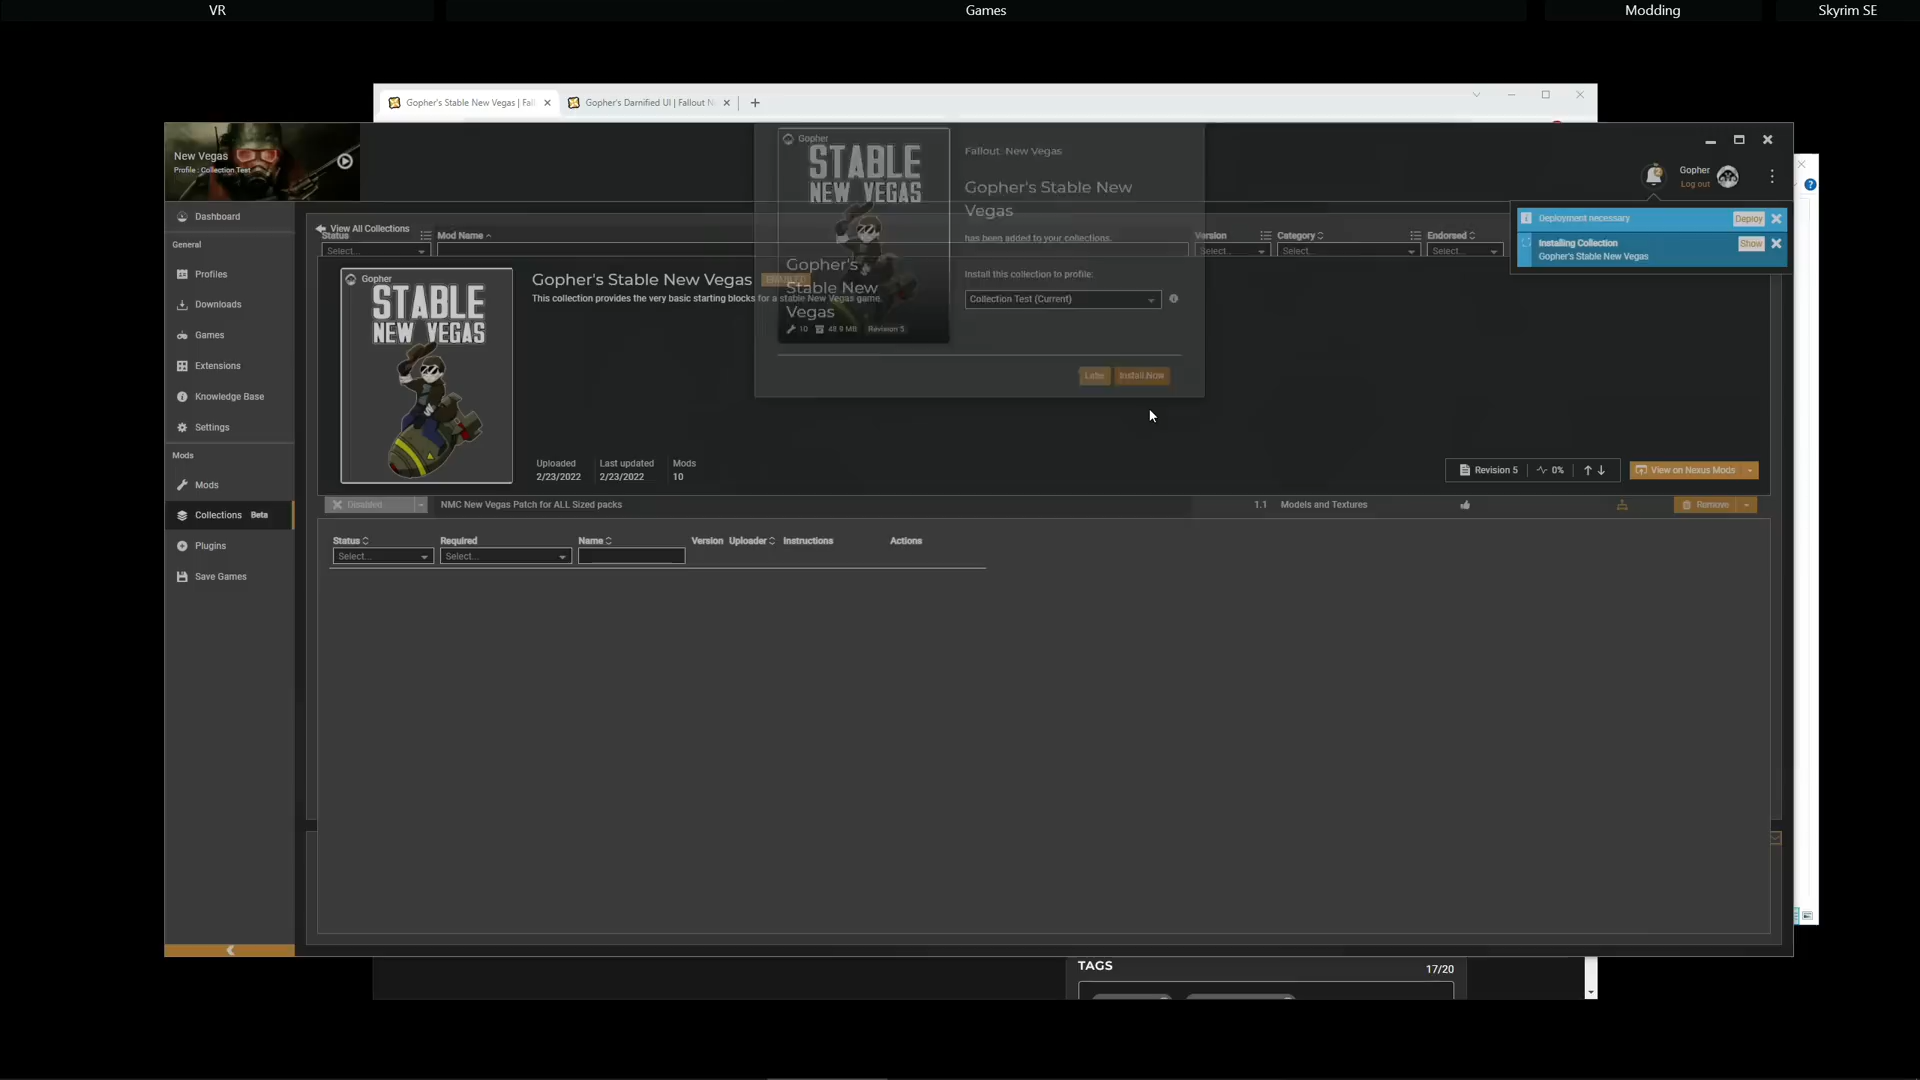 VR
Games
Modding
Skyrim SE
Gopher's Stable New Vegas | Fal
Gopher's Darnified UI | Fallout N
New Vegas
Profile : Collection Test
Gopher
Log out
Deployment necessary
Deploy
Installing Collection
Gopher's Stable New Vegas
Show
Dashboard
General
Profiles
Downloads
Games
Extensions
Knowledge Base
Settings
Mods
Mods
Collections Beta
Plugins
Save Games
View All Collections
Status
Select...
Mod Name
Version
Select...
Category
Select...
Endorsed
Select...
Gopher
STABLE
NEW VEGAS
Gopher's Stable New Vegas
ENABLED
This collection provides the very basic starting blocks for a stable New Vegas game.
Uploaded
2/23/2022
Last updated
2/23/2022
Mods
10
Revision 5
0%
View on Nexus Mods
Gopher
STABLE
NEW VEGAS
Gopher's
Stable New
Vegas
10
48.9 MB
Revision 5
Fallout: New Vegas
Gopher's Stable New
Vegas
has been added to your collections.
Install this collection to profile:
Collection Test (Current)
Later
Install Now
Disabled
NMC New Vegas Patch for ALL Sized packs
1.1
Models and Textures
Remove
Status
Select...
Required
Select...
Name
Version
Uploader
Instructions
Actions
TAGS
17/20